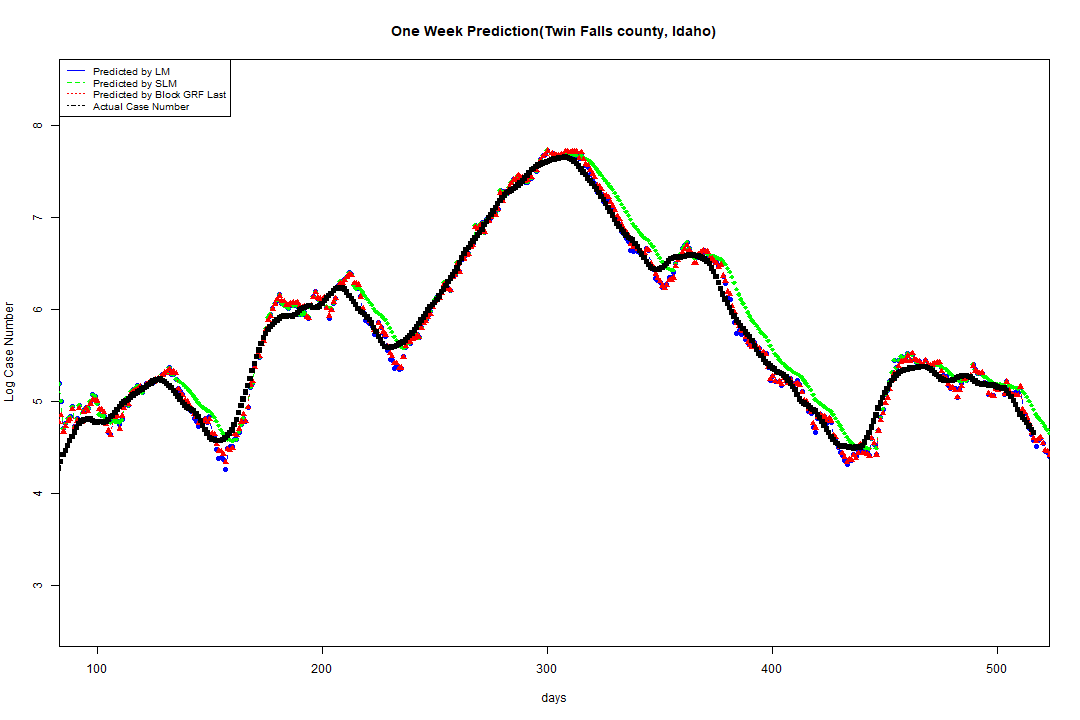 One Week Prediction(Twin Falls county, Idaho)
Predicted by LM
Predicted by SLM
Predicted by Block GRF Last
Actual Case Number
8
7
6
5
4
3
Log Case Number
100 200 300 400 500
days